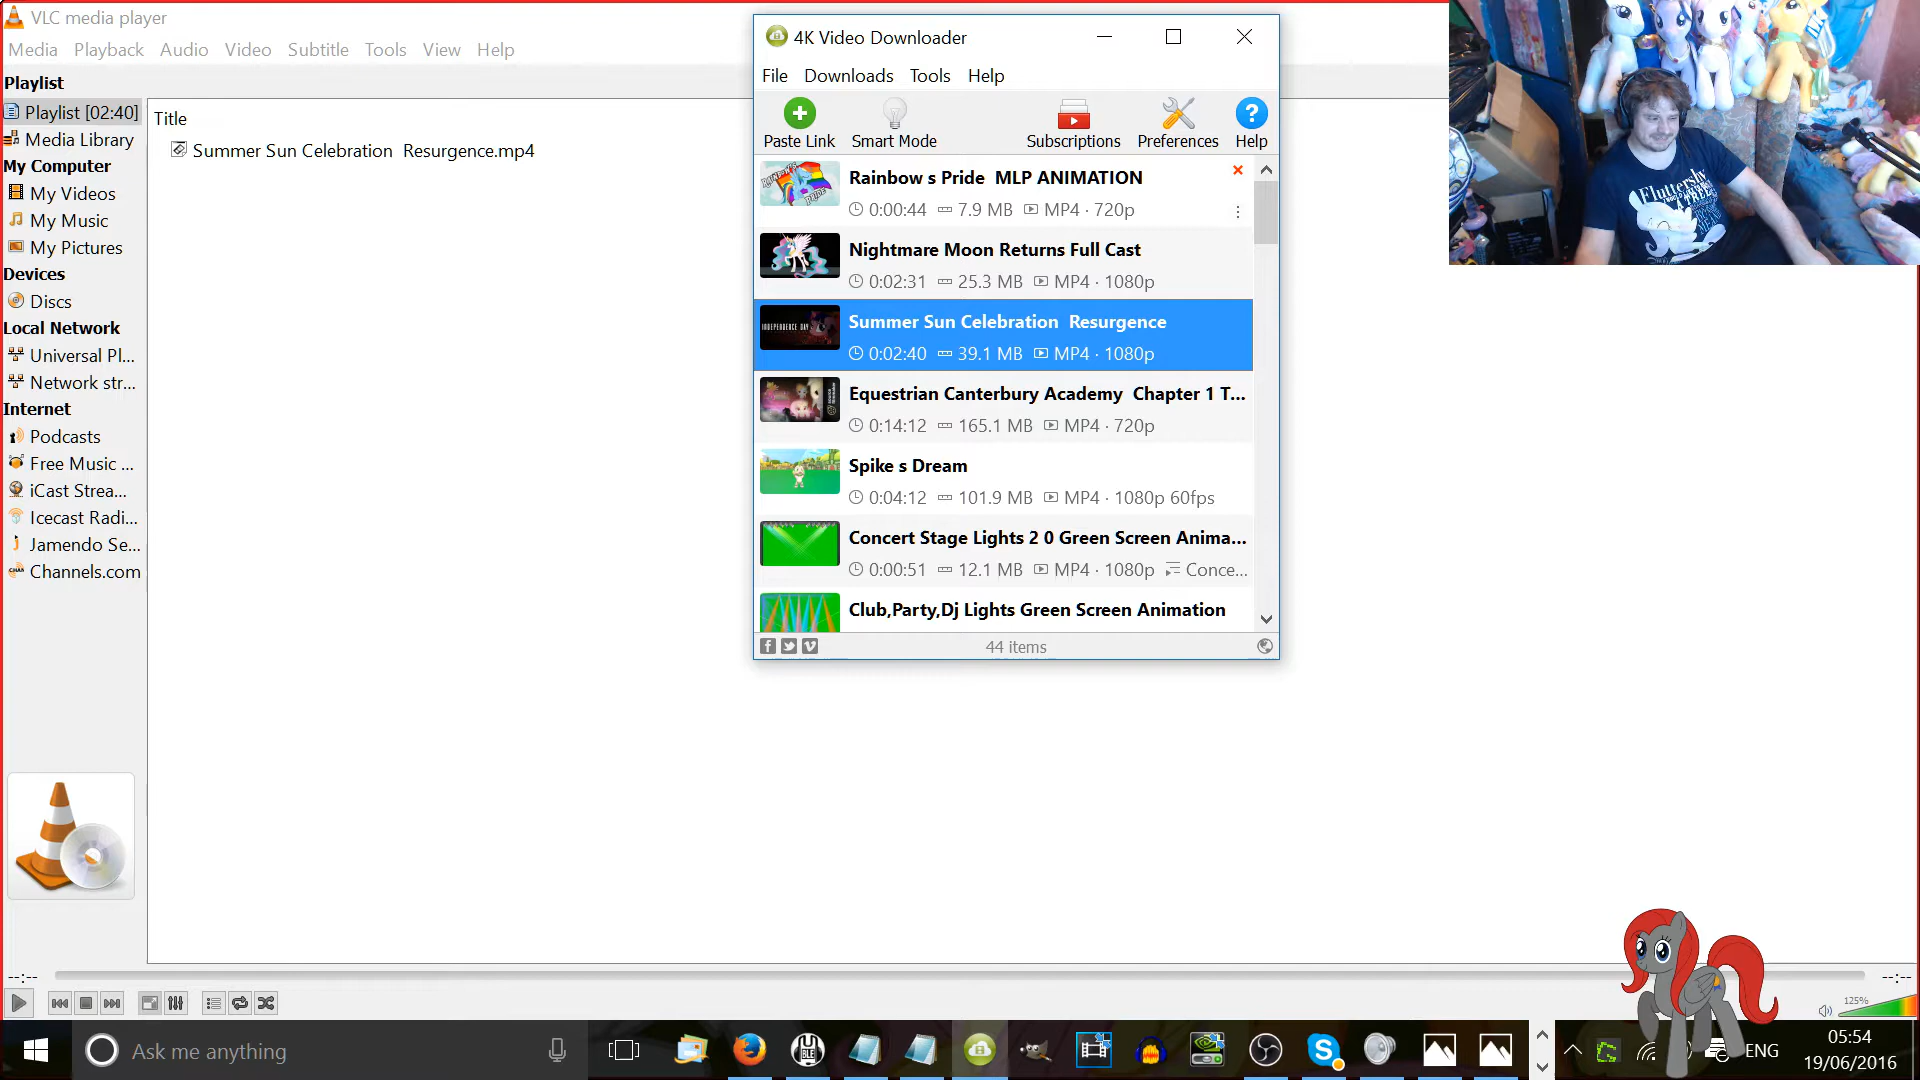 VLC media player
Media Playback Audio Video Subtitle Tools View Help
Playlist
Playlist [02:40]
Media Library
My Computer
My Videos
My Music
My Pictures
Devices
Discs
Local Network
Universal Pl...
Network str...
Internet
Podcasts
Free Music ...
iCast Strea...
Icecast Radi...
Jamendo Se...
Channels.com
Title
Summer Sun Celebration  Resurgence.mp4
4K Video Downloader
File Downloads Tools Help
Paste Link Smart Mode Subscriptions Preferences Help
Rainbow s Pride  MLP ANIMATION
0:00:44 7.9 MB MP4 · 720p
Nightmare Moon Returns Full Cast
0:02:31 25.3 MB MP4 · 1080p
INDEPENDENCE DAY
Summer Sun Celebration  Resurgence
0:02:40 39.1 MB MP4 · 1080p
Equestrian Canterbury Academy  Chapter 1 T...
0:14:12 165.1 MB MP4 · 720p
Spike s Dream
0:04:12 101.9 MB MP4 · 1080p 60fps
Concert Stage Lights 2 0 Green Screen Anima...
0:00:51 12.1 MB MP4 · 1080p Conce...
Club,Party,Dj Lights Green Screen Animation
44 items
Fluttershy
--:-- --:--
125%
Ask me anything
ENG
05:54
19/06/2016